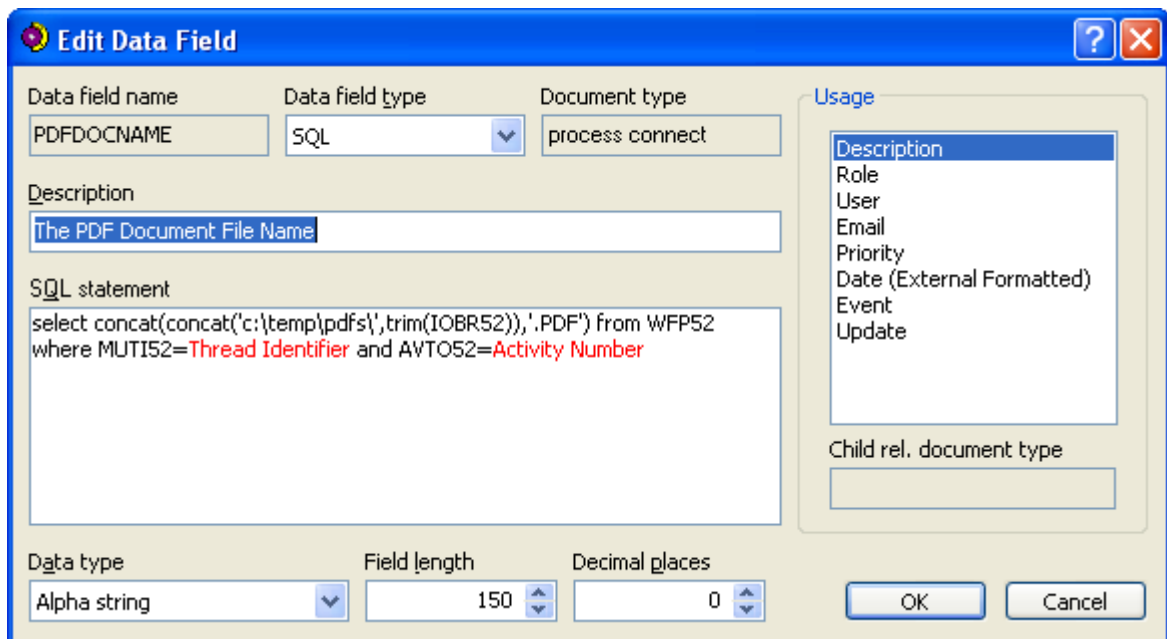 Edit Data Field
Data field name
Data field type
Document type
PDFDOCNAME
SQL
process connect
Description
The PDF Document File Name
SQL statement
select concat(concat('c:\temp\pdfs\',trim(IOBR52)),'.PDF') from WFP52
where MUTI52=Thread Identifier and AVTO52=Activity Number
Usage
Description
Role
User
Email
Priority
Date (External Formatted)
Event
Update
Child rel. document type
Data type
Field length
Decimal places
Alpha string
150
0
OK
Cancel